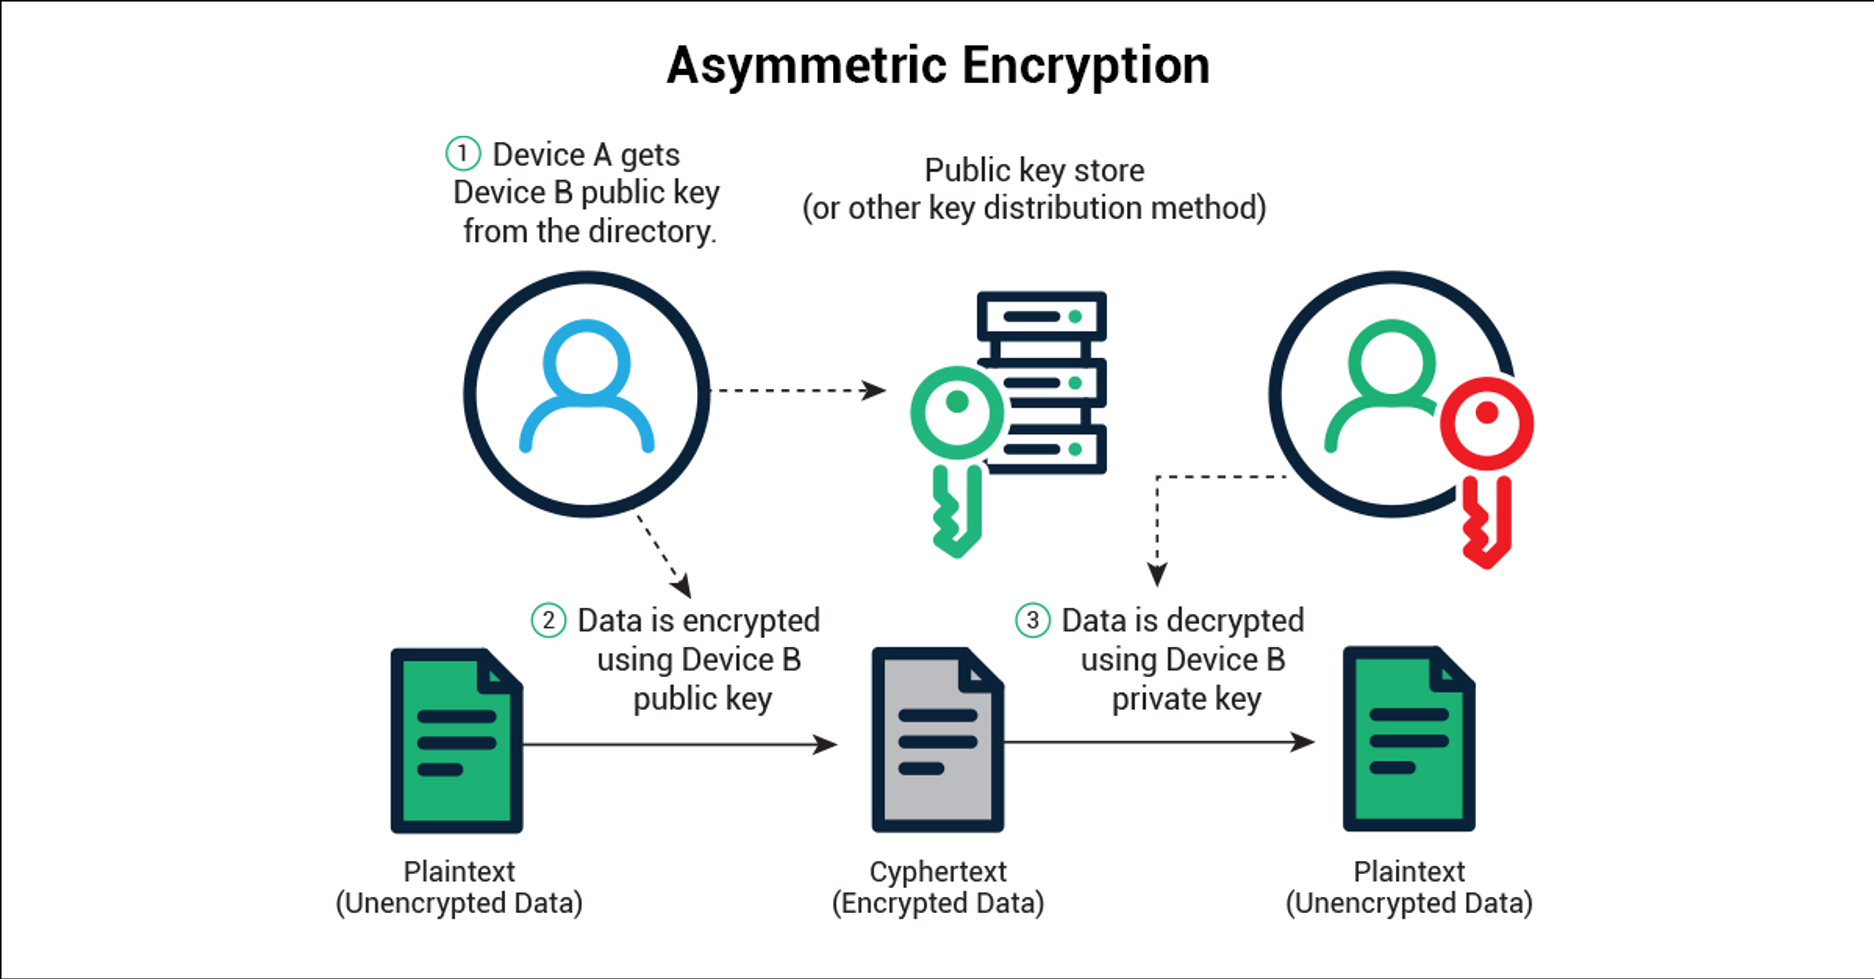 Asymmetric Encryption
1 Device A gets
Device B public key
from the directory.
Public key store
(or other key distribution method)
2 Data is encrypted
using Device B
public key
3 Data is decrypted
using Device B
private key
Plaintext
(Unencrypted Data)
Cyphertext
(Encrypted Data)
Plaintext
(Unencrypted Data)